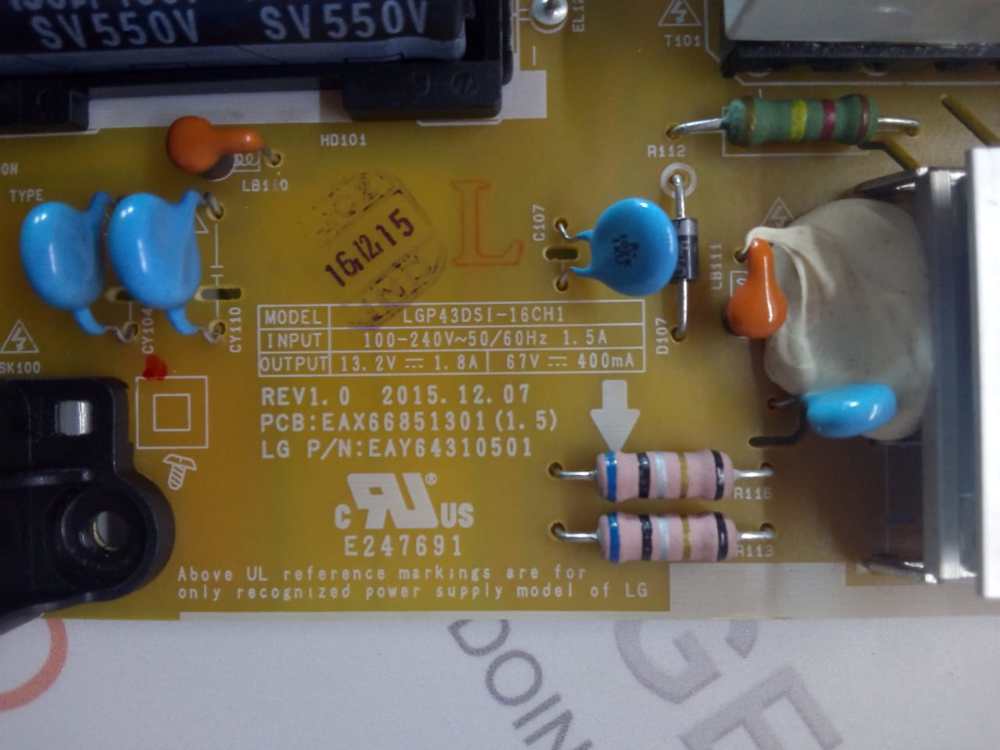 SV550V SV550V
T101
HD101
R112
LB110
TYPE
C107
LB111
16.12.15
L
CY104
CY110
D107
MODEL LGP43DSI-16CH1
INPUT 100-240V~50/60Hz 1.5A
OUTPUT 13.2V ⎓ 1.8A 67V ⎓ 400mA
SK100
REV1.0 2015.12.07
PCB:EAX66851301(1.5)
LG P/N:EAY64310501
R116
c RU ® US
E247691
R113
Above UL reference markings are for
only recognized power supply model of LG
DOIN